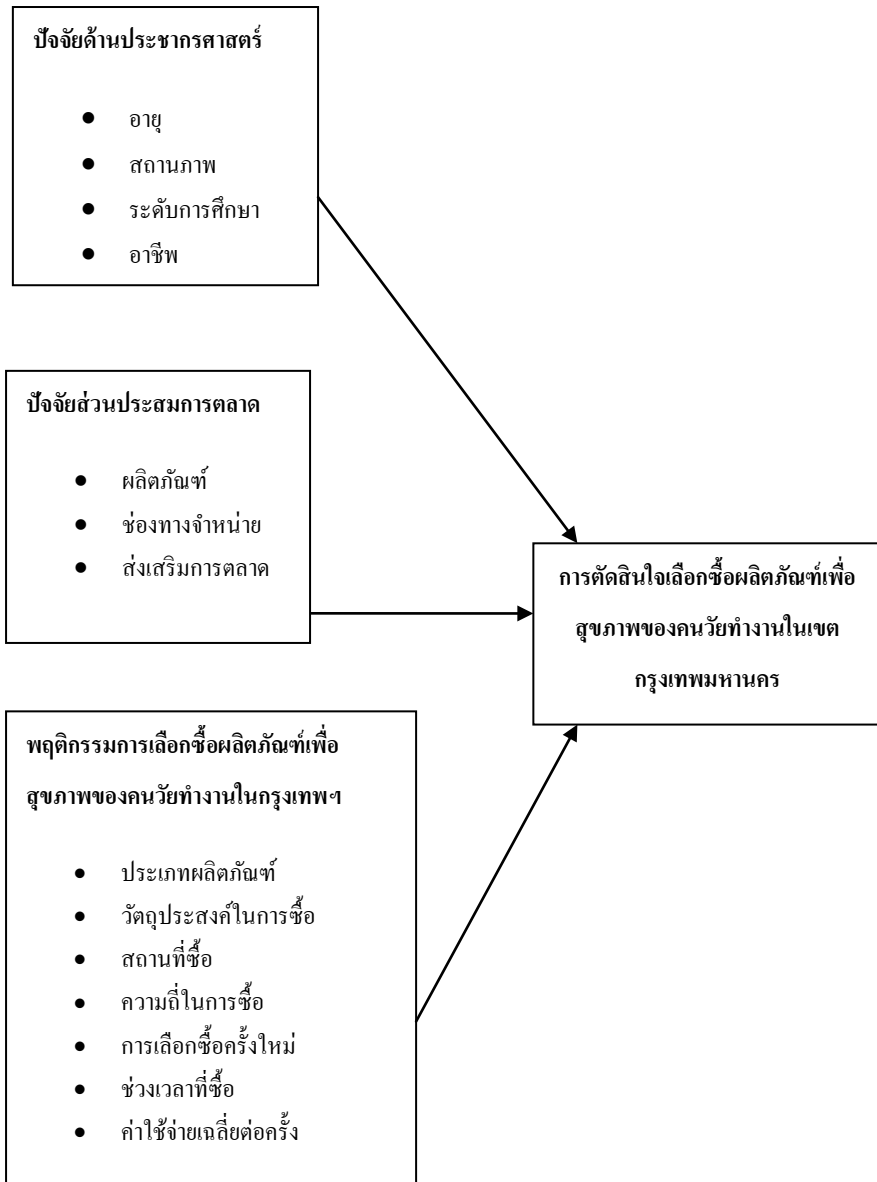 ปัจจัยด้านประชากรศาสตร์
● อายุ
● สถานภาพ
● ระดับการศึกษา
● อาชีพ
ปัจจัยส่วนประสมการตลาด
● ผลิตภัณฑ์
● ช่องทางจำหน่าย
● ส่งเสริมการตลาด
การตัดสินใจเลือกซื้อผลิตภัณฑ์เพื่อ
สุขภาพของคนวัยทำงานในเขต
กรุงเทพมหานคร
พฤติกรรมการเลือกซื้อผลิตภัณฑ์เพื่อ
สุขภาพของคนวัยทำงานในกรุงเทพฯ
● ประเภทผลิตภัณฑ์
● วัตถุประสงค์ในการซื้อ
● สถานที่ซื้อ
● ความถี่ในการซื้อ
● การเลือกซื้อครั้งใหม่
● ช่วงเวลาที่ซื้อ
● ค่าใช้จ่ายเฉลี่ยต่อครั้ง